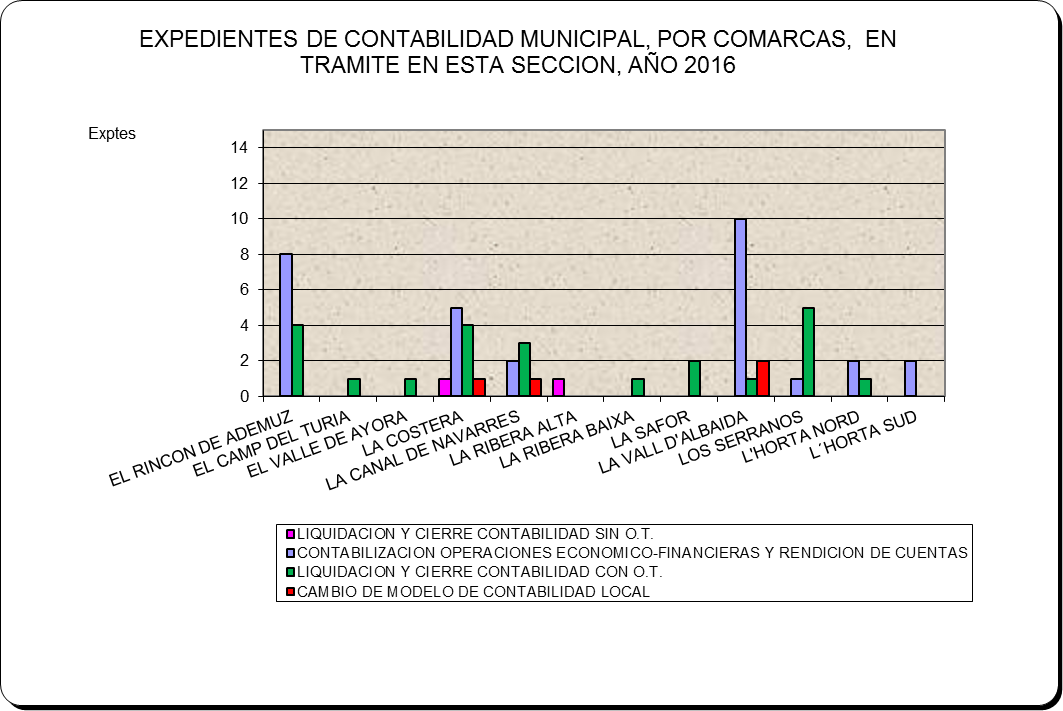 EXPEDIENTES DE CONTABILIDAD MUNICIPAL, POR COMARCAS, EN
TRAMITE EN ESTA SECCION, AÑO 2016
Exptes
14
12
10
8
6
4
2
0
EL RINCON DE ADEMUZ
EL CAMP DEL TURIA
EL VALLE DE AYORA
LA COSTERA
LA CANAL DE NAVARRES
LA RIBERA ALTA
LA RIBERA BAIXA
LA SAFOR
LA VALL D'ALBAIDA
LOS SERRANOS
L'HORTA NORD
L´HORTA SUD
LIQUIDACION Y CIERRE CONTABILIDAD SIN O.T.
CONTABILIZACION OPERACIONES ECONOMICO-FINANCIERAS Y RENDICION DE CUENTAS
LIQUIDACION Y CIERRE CONTABILIDAD CON O.T.
CAMBIO DE MODELO DE CONTABILIDAD LOCAL